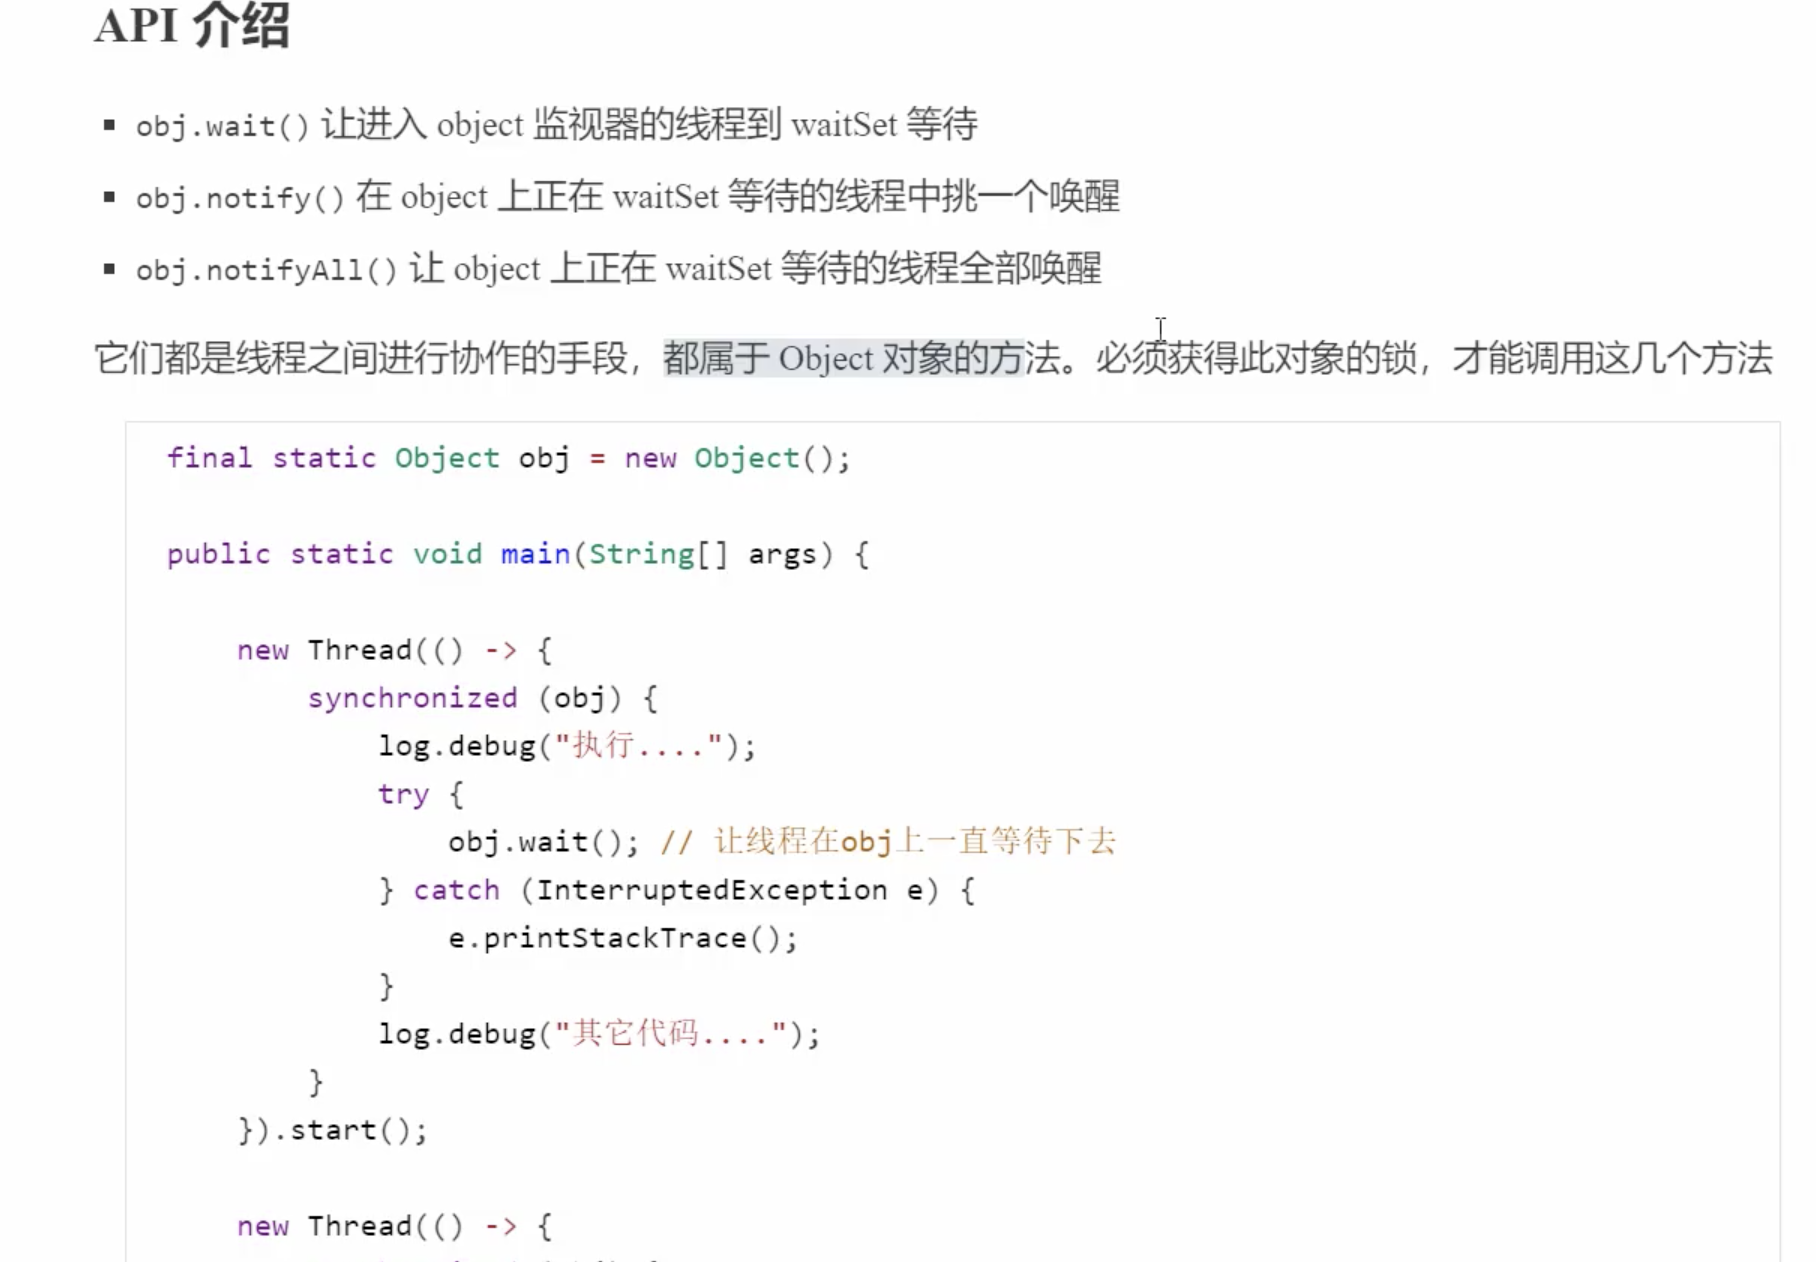 API 介绍
▪ obj.wait() 让进入 object 监视器的线程到 waitSet 等待
▪ obj.notify() 在 object 上正在 waitSet 等待的线程中挑一个唤醒
▪ obj.notifyAll() 让 object 上正在 waitSet 等待的线程全部唤醒
它们都是线程之间进行协作的手段，都属于 Object 对象的方法。必须获得此对象的锁，才能调用这几个方法
final static Object obj = new Object();
public static void main(String[] args) {
new Thread(() -> {
synchronized (obj) {
log.debug("执行....");
try {
obj.wait(); // 让线程在obj上一直等待下去
} catch (InterruptedException e) {
e.printStackTrace();
}
log.debug("其它代码....");
}
}).start();
new Thread(() -> {